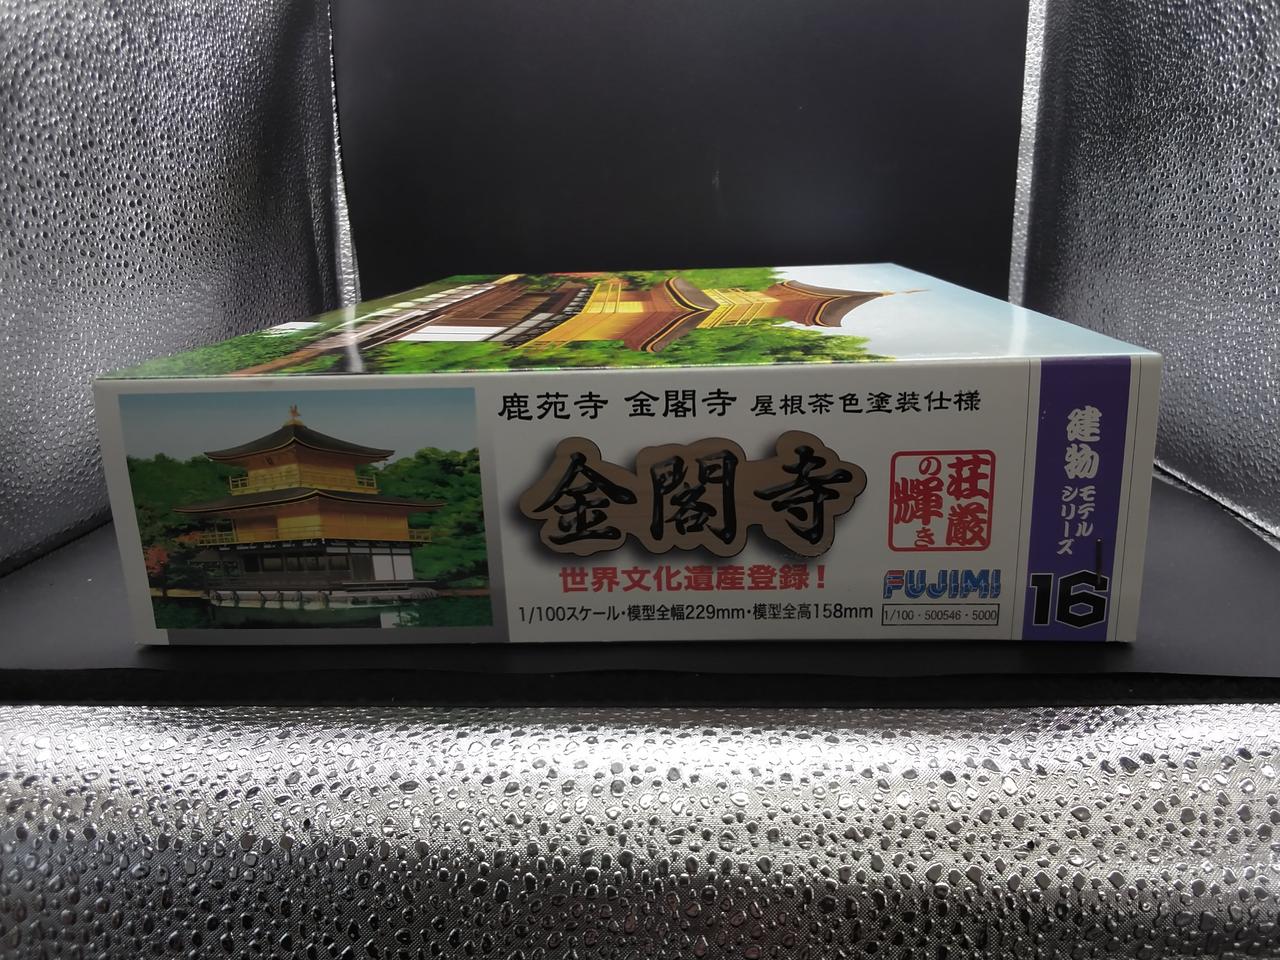 鹿苑寺 金閣寺 屋根茶色塗装仕様
金閣寺
荘厳
の輝き
世界文化遺産登録！
1/100スケール・模型全幅229mm・模型全高158mm
FUJIMI
1/100・500546・5000
建物
モデル
シリーズ
16